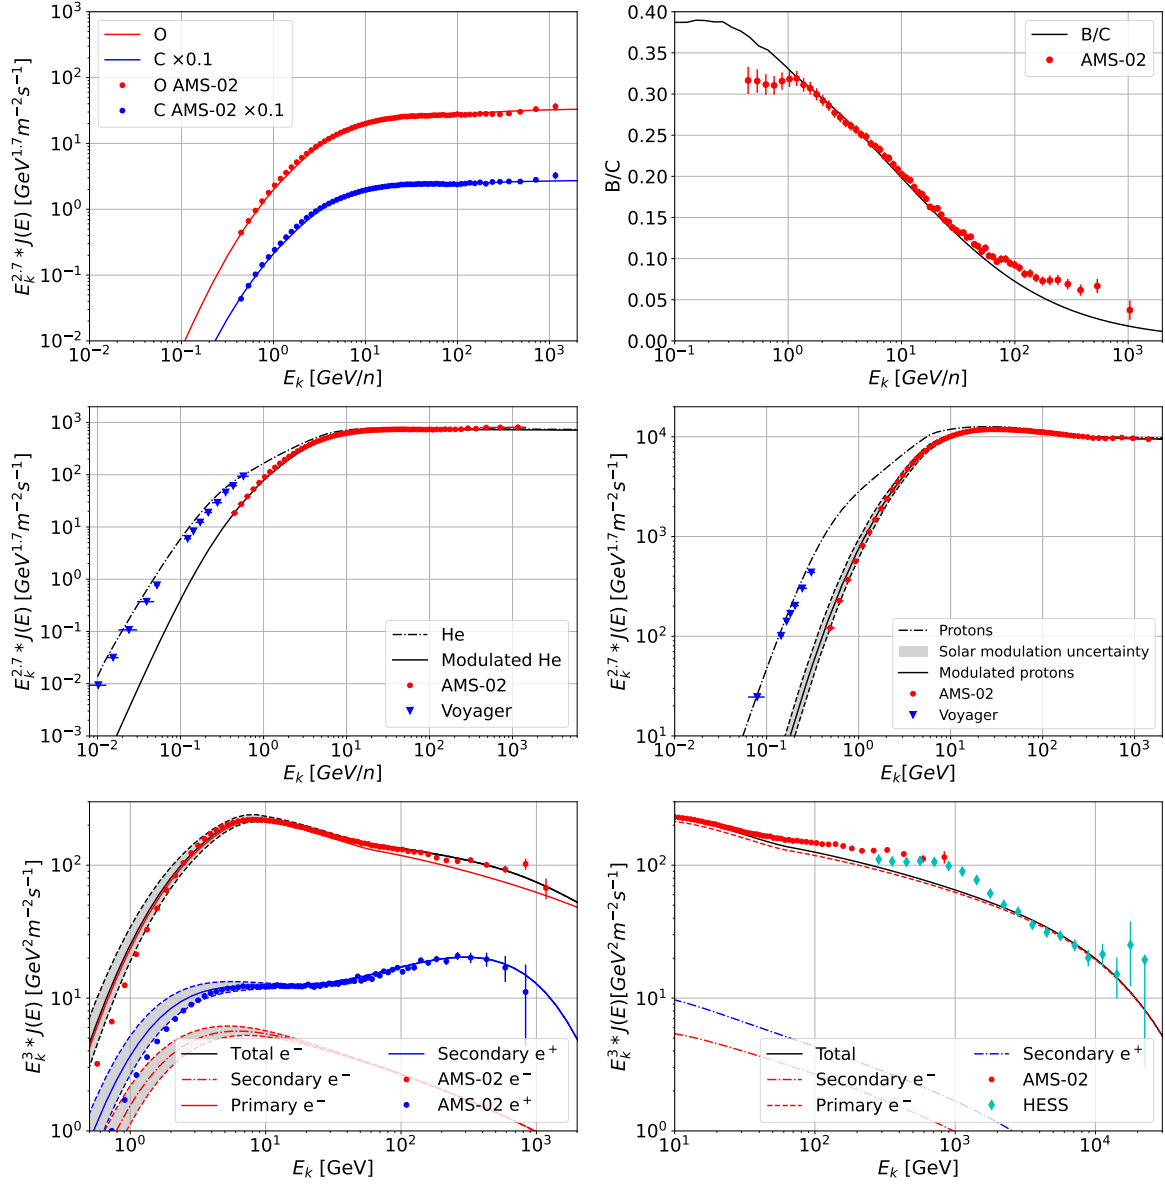 10^3
10^2
10^1
10^0
10^−1
10^−2
E_k^{2.7} * J(E) [GeV^{1.7}m^{−2}s^{−1}]
O
C ×0.1
O AMS-02
C AMS-02 ×0.1
10^−2 10^−1 10^0 10^1 10^2 10^3
E_k [GeV/n]
0.40
0.35
0.30
0.25
0.20
0.15
0.10
0.05
0.00
B/C
B/C
AMS-02
10^−1 10^0 10^1 10^2 10^3
E_k [GeV/n]
10^3
10^2
10^1
10^0
10^−1
10^−2
10^−3
E_k^{2.7} * J(E) [GeV^{1.7}m^{−2}s^{−1}]
He
Modulated He
AMS-02
Voyager
10^−2 10^−1 10^0 10^1 10^2 10^3
E_k [GeV/n]
10^4
10^3
10^2
10^1
E_k^{2.7} * J(E) [GeV^{1.7}m^{−2}s^{−1}]
Protons
Solar modulation uncertainty
Modulated protons
AMS-02
Voyager
10^−2 10^−1 10^0 10^1 10^2 10^3
E_k[GeV]
10^2
10^1
10^0
E_k^3 * J(E) [GeV^2m^{−2}s^{−1}]
Total e^−
Secondary e^−
Primary e^−
Secondary e^+
AMS-02 e^−
AMS-02 e^+
10^0 10^1 10^2 10^3
E_k [GeV]
10^2
10^1
10^0
E_k^3 * J(E)[GeV^2m^{−2}s^{−1}]
Total
Secondary e^−
Primary e^−
Secondary e^+
AMS-02
HESS
10^1 10^2 10^3 10^4
E_k [GeV]